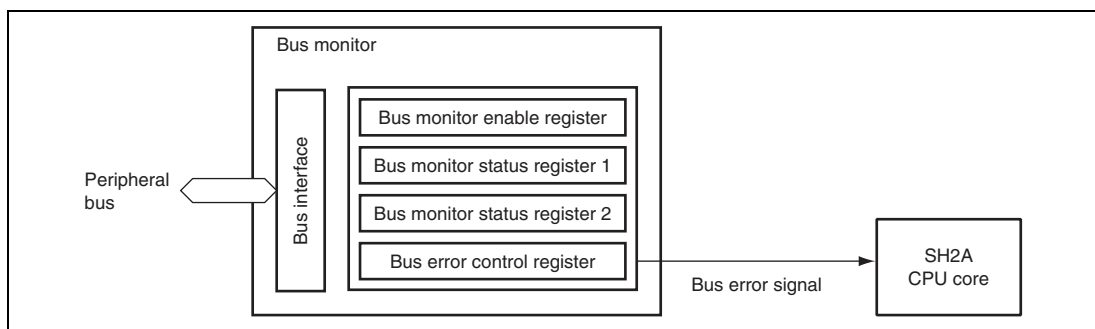 Bus monitor
Bus monitor enable register
Bus monitor status register 1
Bus monitor status register 2
Bus error control register
Bus interface
Peripheral
bus
Bus error signal
SH2A
CPU core